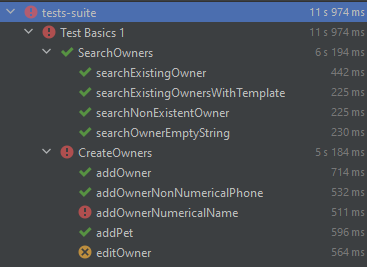 tests-suite 11 s 974 ms
Test Basics 1 11 s 974 ms
SearchOwners 6 s 194 ms
searchExistingOwner 442 ms
searchExistingOwnersWithTemplate 225 ms
searchNonExistentOwner 225 ms
searchOwnerEmptyString 230 ms
CreateOwners 5 s 184 ms
addOwner 714 ms
addOwnerNonNumericalPhone 532 ms
addOwnerNumericalName 511 ms
addPet 596 ms
editOwner 564 ms